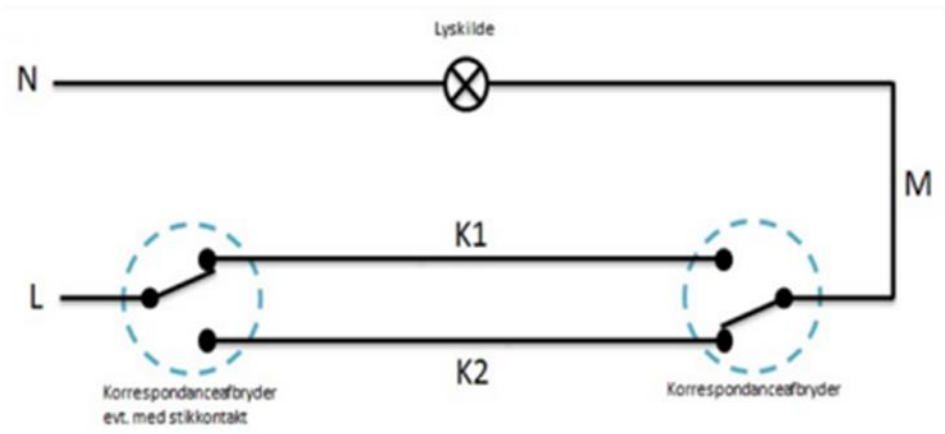 Lyskilde
N
M
K1
L
K2
Korrespondanceafbryder
evt. med stikkontakt
Korrespondanceafbryder